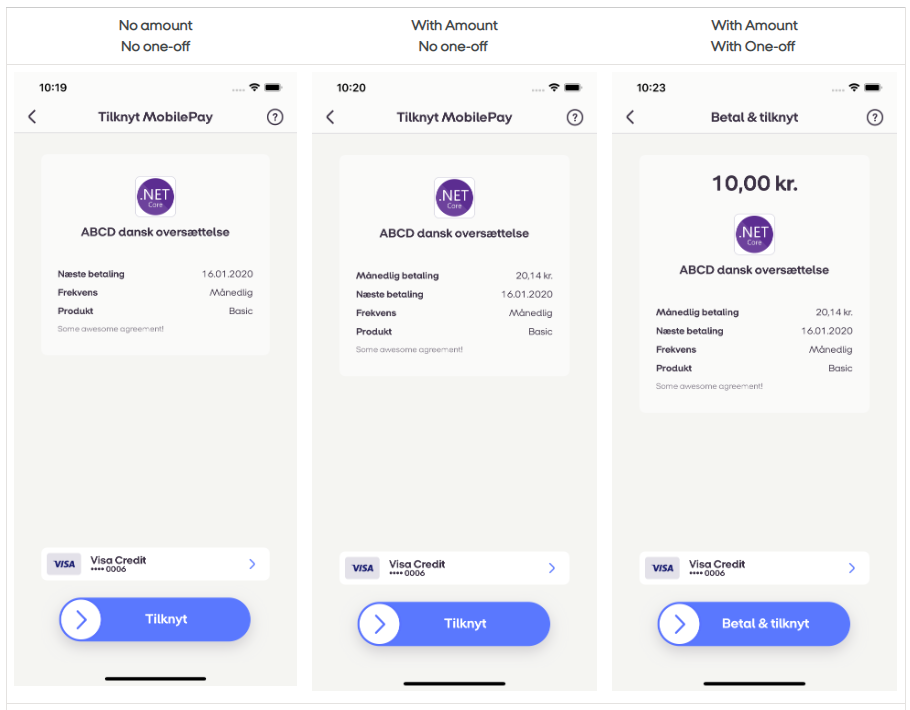 No amount
No one-off
With Amount
No one-off
With Amount
With One-off
10:19
Tilknyt MobilePay
?
.NET
Core
ABCD dansk oversættelse
Næste betaling 16.01.2020
Frekvens Månedlig
Produkt Basic
Some awesome agreement!
VISA
Visa Credit
•••• 0006
Tilknyt
10:20
Tilknyt MobilePay
?
.NET
Core
ABCD dansk oversættelse
Månedlig betaling 20,14 kr.
Næste betaling 16.01.2020
Frekvens Månedlig
Produkt Basic
Some awesome agreement!
VISA
Visa Credit
•••• 0006
Tilknyt
10:23
Betal & tilknyt
?
10,00 kr.
.NET
Core
ABCD dansk oversættelse
Månedlig betaling 20,14 kr.
Næste betaling 16.01.2020
Frekvens Månedlig
Produkt Basic
Some awesome agreement!
VISA
Visa Credit
•••• 0006
Betal & tilknyt